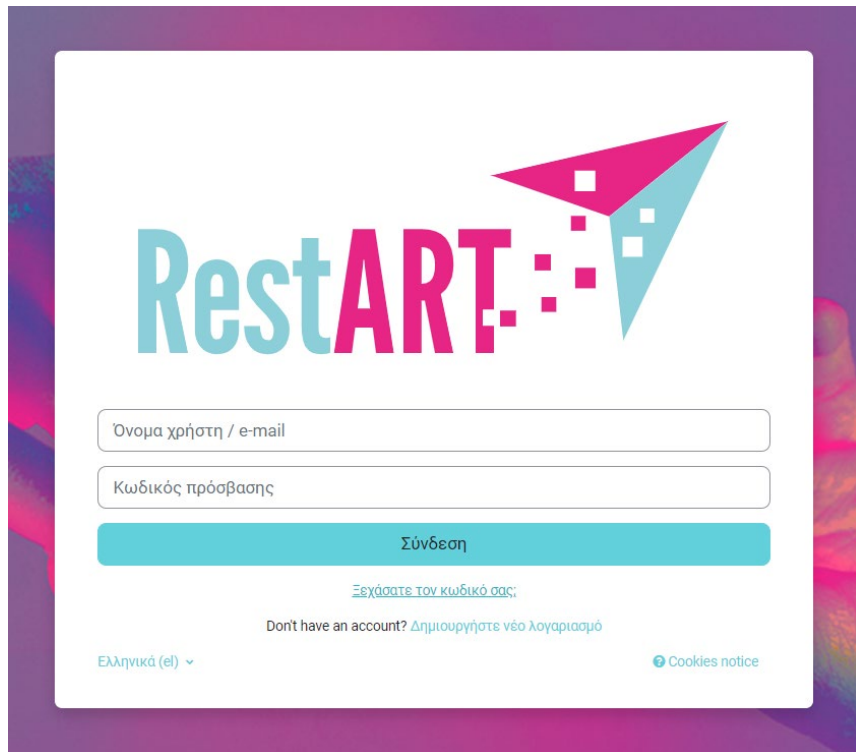 RestART
Όνομα χρήστη / e-mail
Κωδικός πρόσβασης
Σύνδεση
Ξεχάσατε τον κωδικό σας;
Don't have an account? Δημιουργήστε νέο λογαριασμό
Ελληνικά (el)
Cookies notice